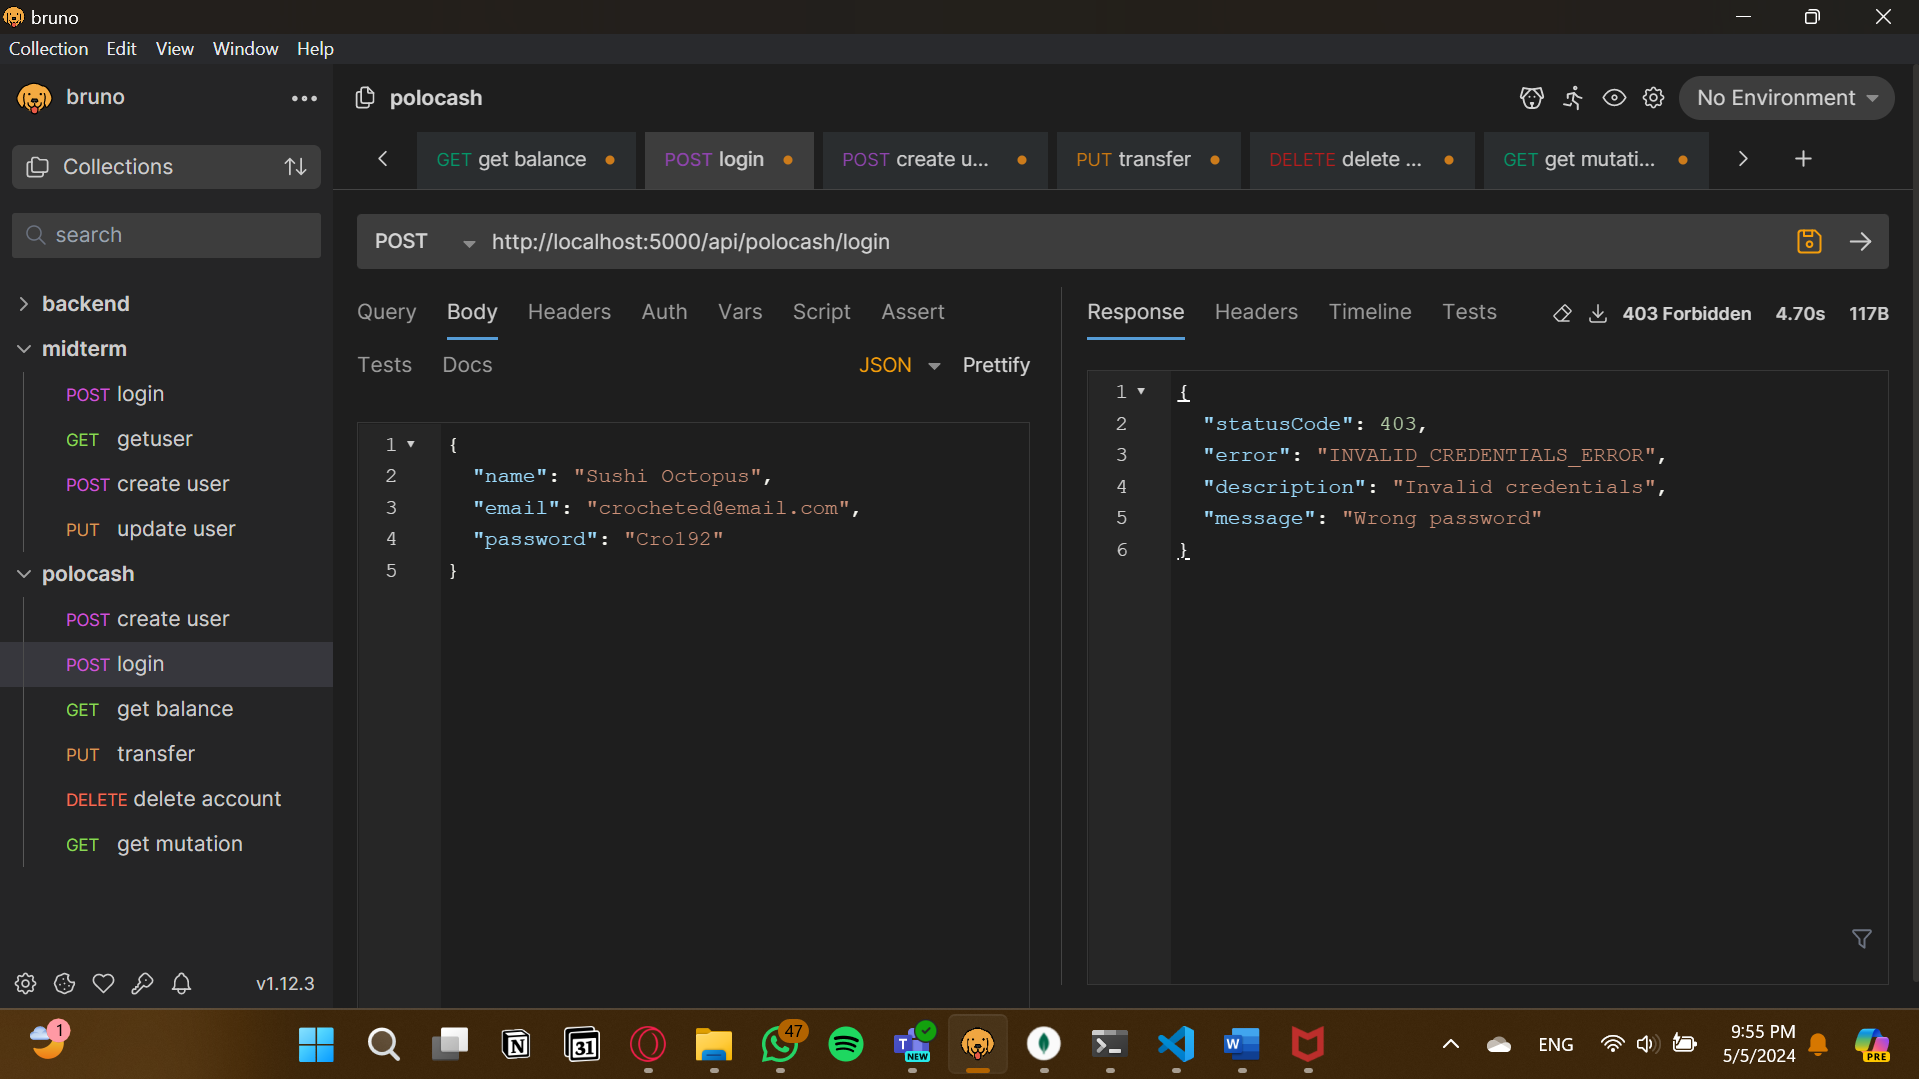 bruno
Collection Edit View Window Help
bruno
polocash
No Environment
Collections
GET get balance
POST login
POST create u...
PUT transfer
DELETE delete ...
GET get mutati...
search
POST http://localhost:5000/api/polocash/login
backend
midterm
POST login
GET getuser
POST create user
PUT update user
polocash
POST create user
POST login
GET get balance
PUT transfer
DELETE delete account
GET get mutation
v1.12.3
Query Body Headers Auth Vars Script Assert
Tests Docs JSON Prettify
1 {
2 "name": "Sushi Octopus",
3 "email": "crocheted@email.com",
4 "password": "Cro192"
5 }
Response Headers Timeline Tests 403 Forbidden 4.70s 117B
1 {
2 "statusCode": 403,
3 "error": "INVALID_CREDENTIALS_ERROR",
4 "description": "Invalid credentials",
5 "message": "Wrong password"
6 }
1
N
31
47
T
NEW
W
ENG
9:55 PM
5/5/2024
PRE